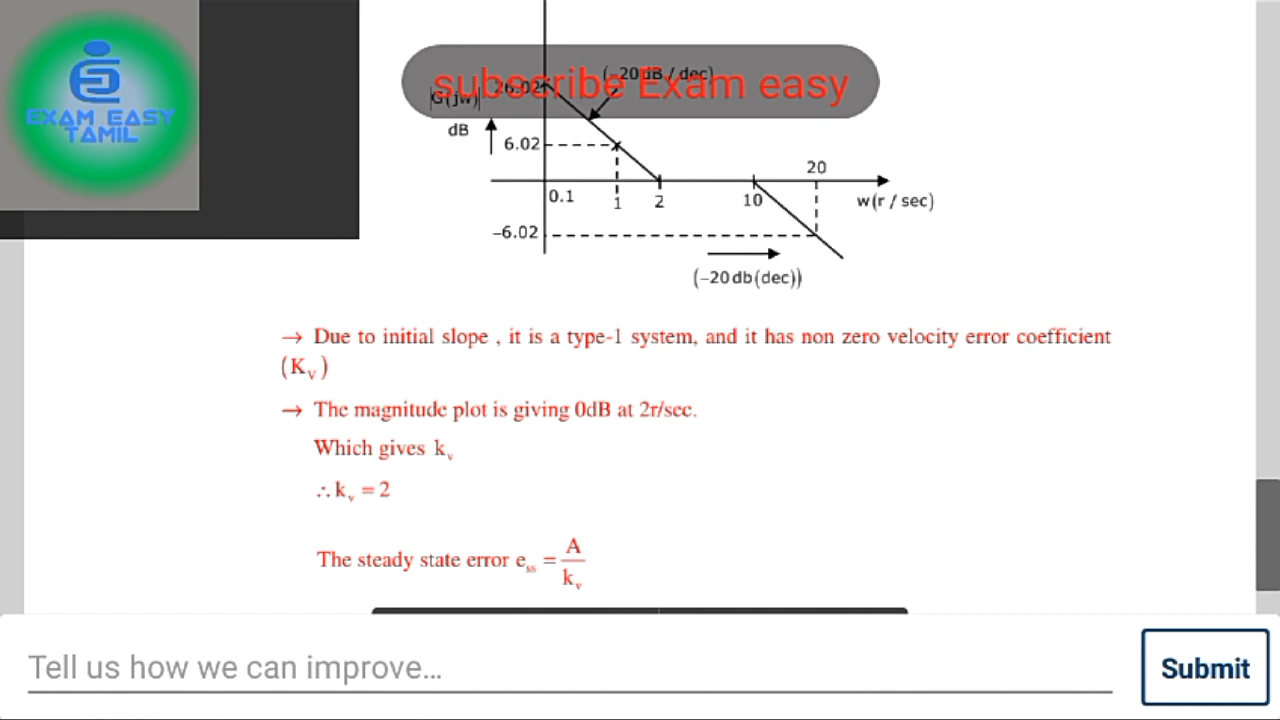 EXAM EASY
TAMIL
subscribe Exam easy
(-20dB / dec)
26.02
|G(jw)|
dB
6.02
20
0.1
1
2
10
w(r / sec)
-6.02
(-20db(dec))
→ Due to initial slope , it is a type-1 system, and it has non zero velocity error coefficient
(Kv)
→ The magnitude plot is giving 0dB at 2r/sec.
Which gives kv
∴kv = 2
The steady state error ess = A/kv
Tell us how we can improve...
Submit